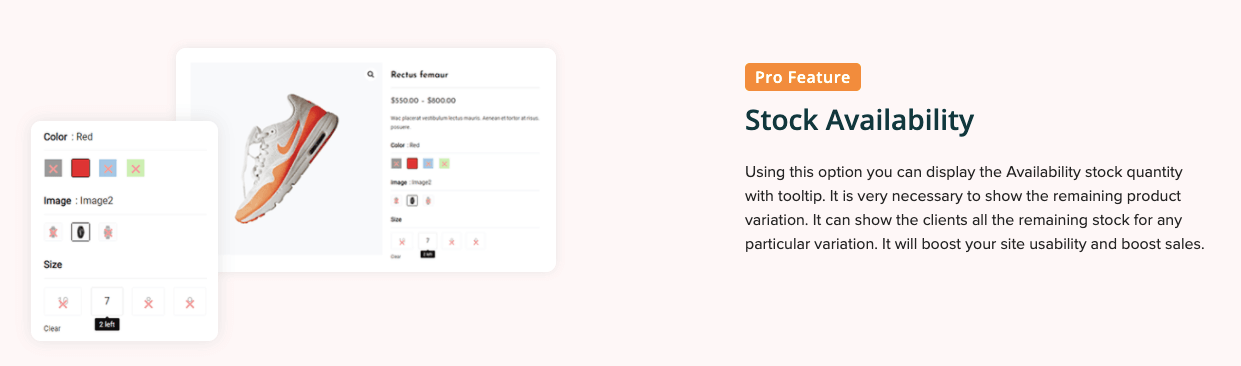 Rectus femaur
$550.00 - $800.00
Mac placerat vestibulum lectus mauris. Aenean et tortor at risus.
posuere.
Color : Red
Image : Image2
Size
7
2 left
Clear
Color : Red
Image : Image2
Size
7
2 left
Clear
Pro Feature
Stock Availability
Using this option you can display the Availability stock quantity
with tooltip. It is very necessary to show the remaining product
variation. It can show the clients all the remaining stock for any
particular variation. It will boost your site usability and boost sales.